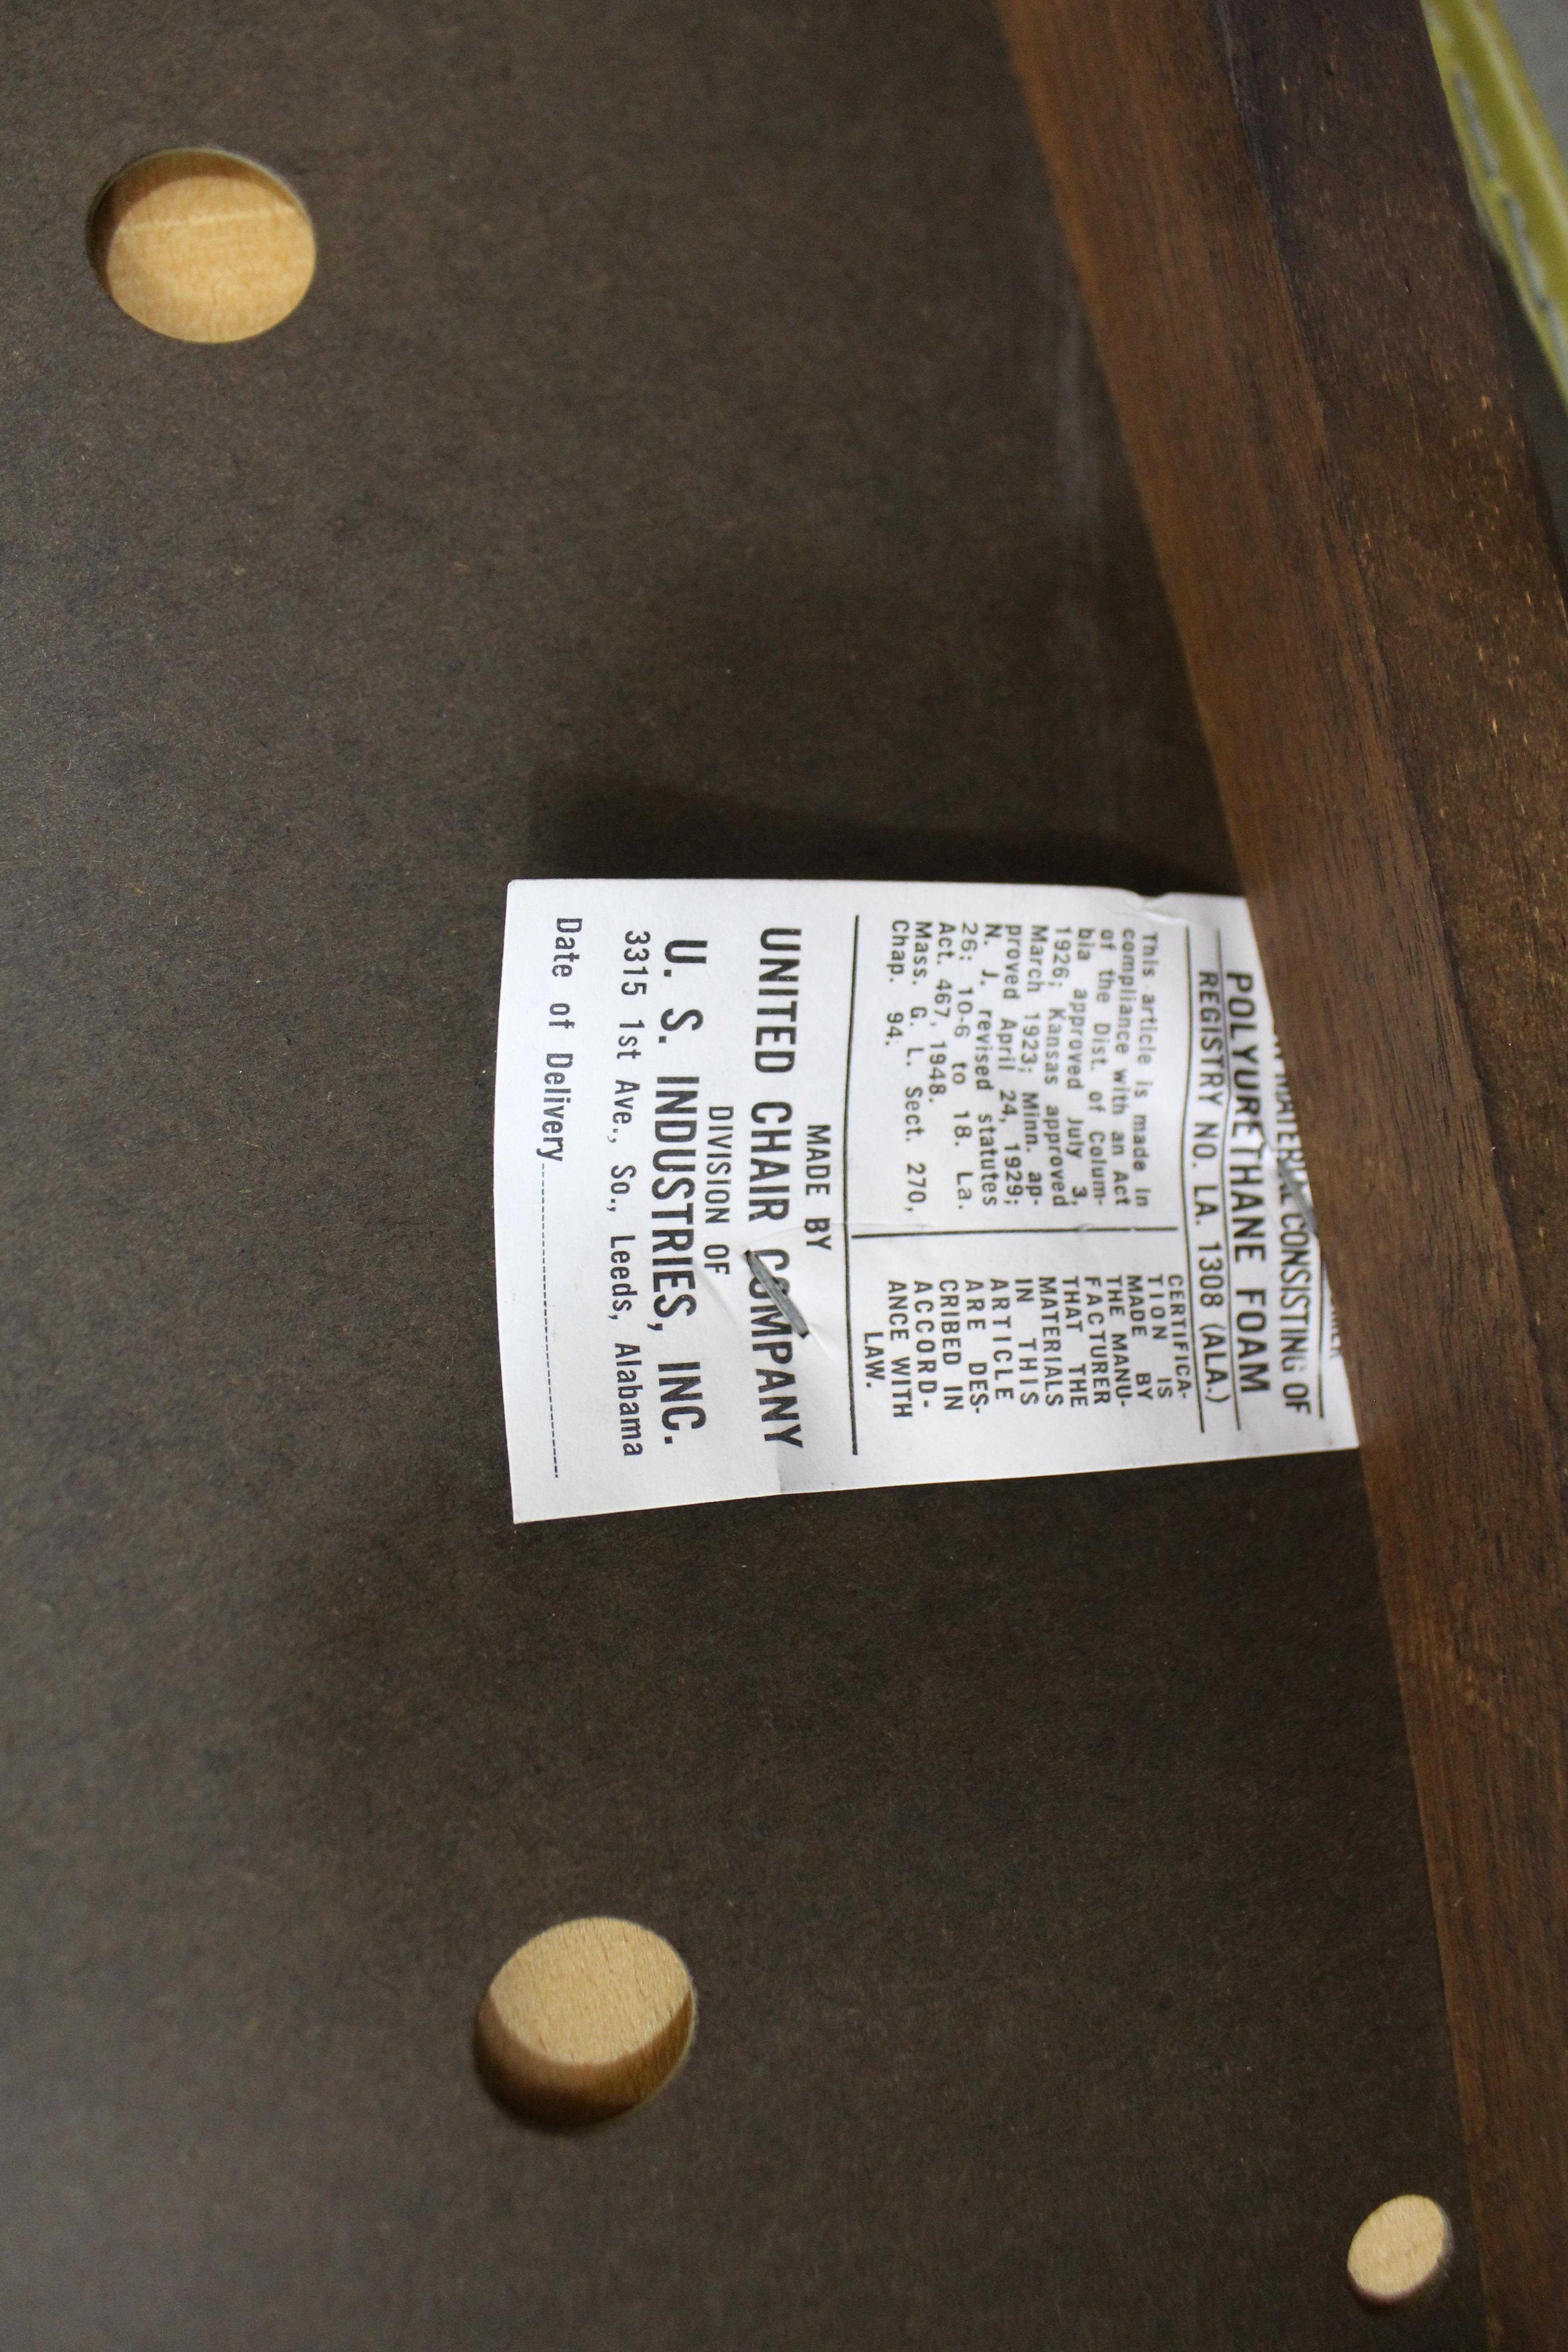 MATERIAL CONSISTING OF
POLYURETHANE FOAM
REGISTRY NO. LA. 1308 (ALA.)
This article is made in
compliance with an Act
of the Dist. of Colum-
bia approved July 3,
1926; Kansas approved
March 1923; Minn. ap-
proved April 24, 1929;
N. J. revised statutes
26: 10-6 to 18. La.
Act. 467, 1948.
Mass. G. L. Sect. 270,
Chap. 94.
CERTIFICA-
TION IS
MADE BY
THE MANU-
FACTURER
THAT THE
MATERIALS
IN THIS
ARTICLE
ARE DES-
CRIBED IN
ACCORD-
ANCE WITH
LAW.
MADE BY
UNITED CHAIR COMPANY
DIVISION OF
U. S. INDUSTRIES, INC.
3315 1st Ave., So., Leeds, Alabama
Date of Delivery